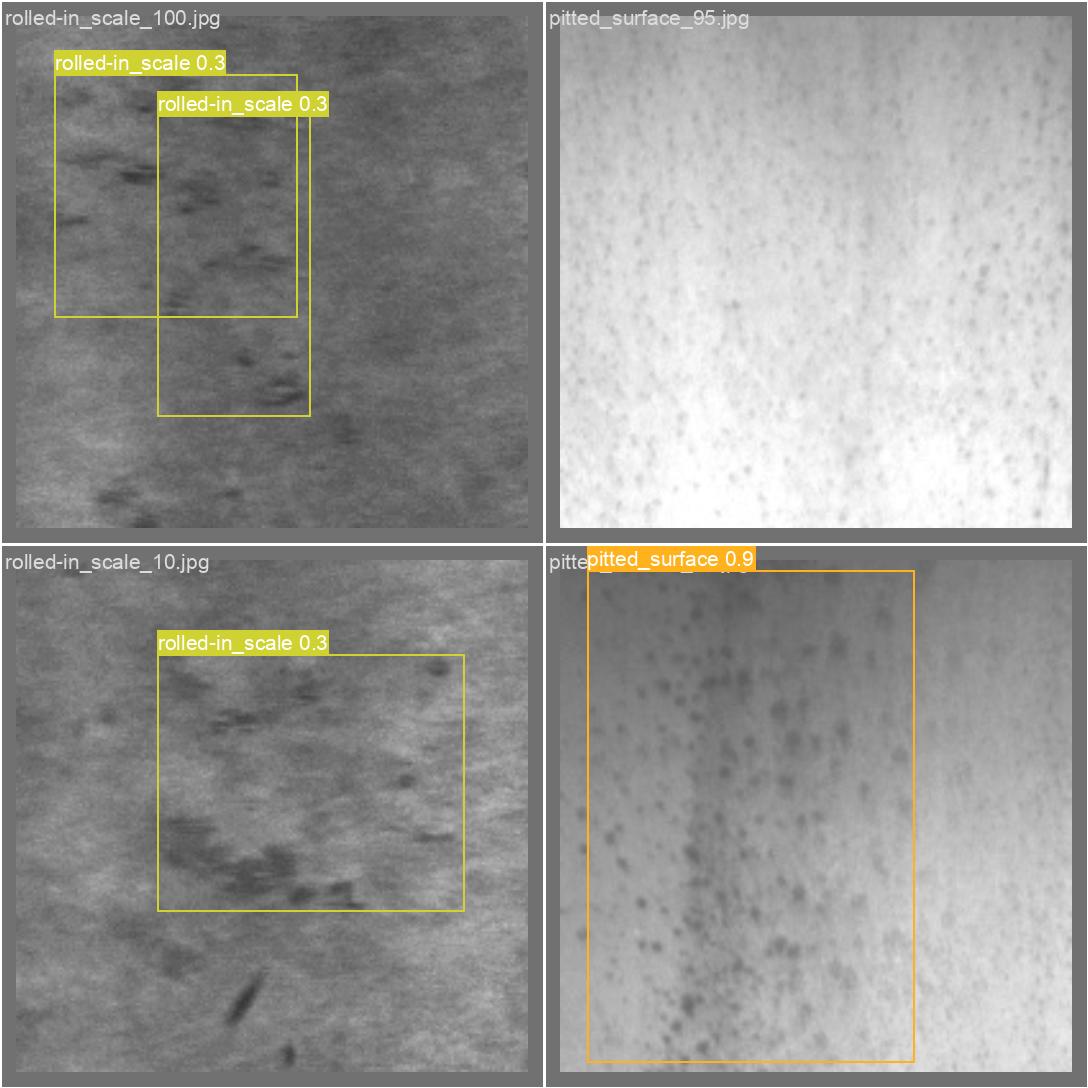 rolled-in_scale_100.jpg
rolled-in_scale 0.3
rolled-in_scale 0.3
pitted_surface_95.jpg
rolled-in_scale_10.jpg
rolled-in_scale 0.3
pitte
pitted_surface 0.9